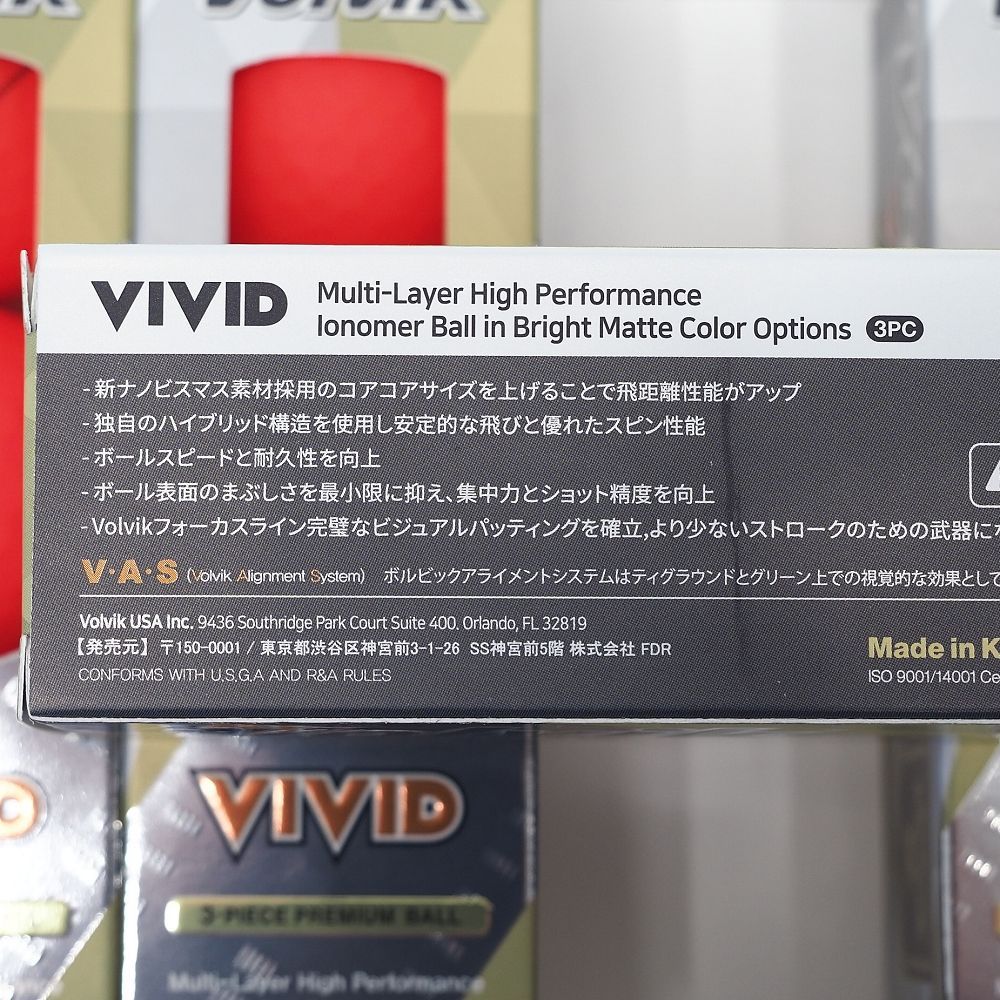 VIVID
Multi-Layer High Performance
Ionomer Ball in Bright Matte Color Options 3PC
- 新ナノビスマス素材採用のコアコアサイズを上げることで飛距離性能がアップ
- 独自のハイブリッド構造を使用し安定的な飛びと優れたスピン性能
- ボールスピードと耐久性を向上
- ボール表面のまぶしさを最小限に抑え、集中力とショット精度を向上
- Volvikフォーカスライン完璧なビジュアルパッティングを確立,より少ないストロークのための武器に
V·A·S (Volvik Alignment System) ボルビックアライメントシステムはティグラウンドとグリーン上での視覚的な効果として
Volvik USA Inc. 9436 Southridge Park Court Suite 400. Orlando, FL 32819
【発売元】 〒150-0001 / 東京都渋谷区神宮前3-1-26 SS神宮前5階 株式会社 FDR
Made in K
CONFORMS WITH U.S.G.A AND R&A RULES
ISO 9001/14001 Ce
VIVID
3-PIECE PREMIUM BALL
Multi-Layer High Performance